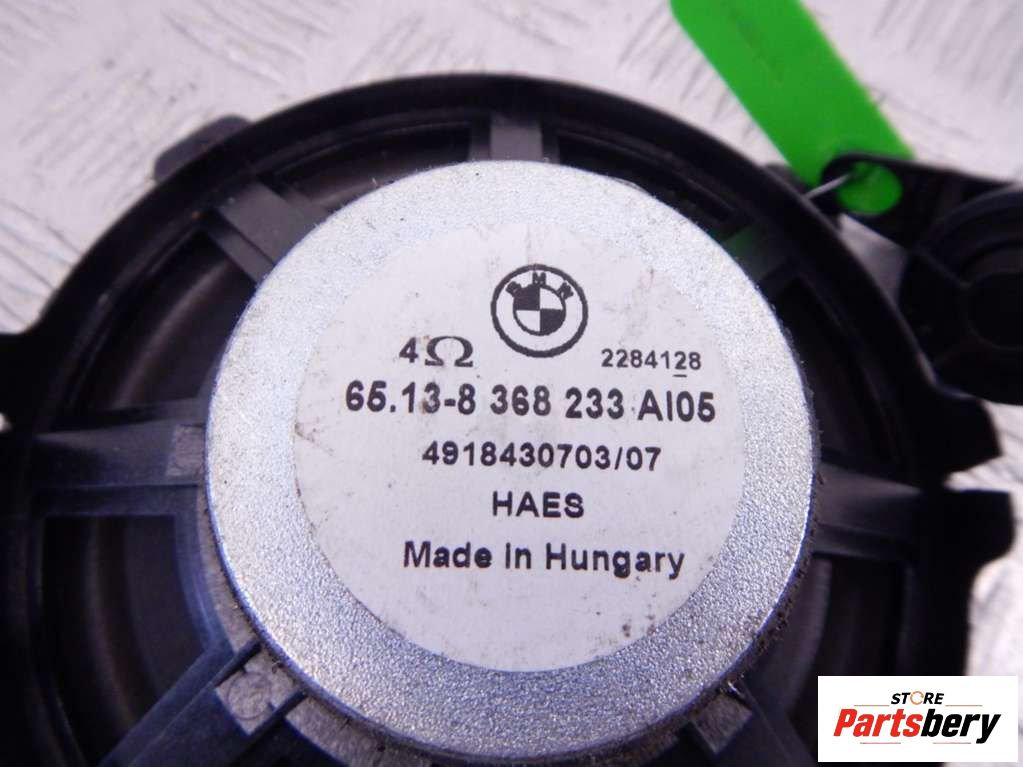 BMW
4Ω 2284128
65.13-8 368 233 AI05
4918430703/07
HAES
Made in Hungary
STORE
Partsbery